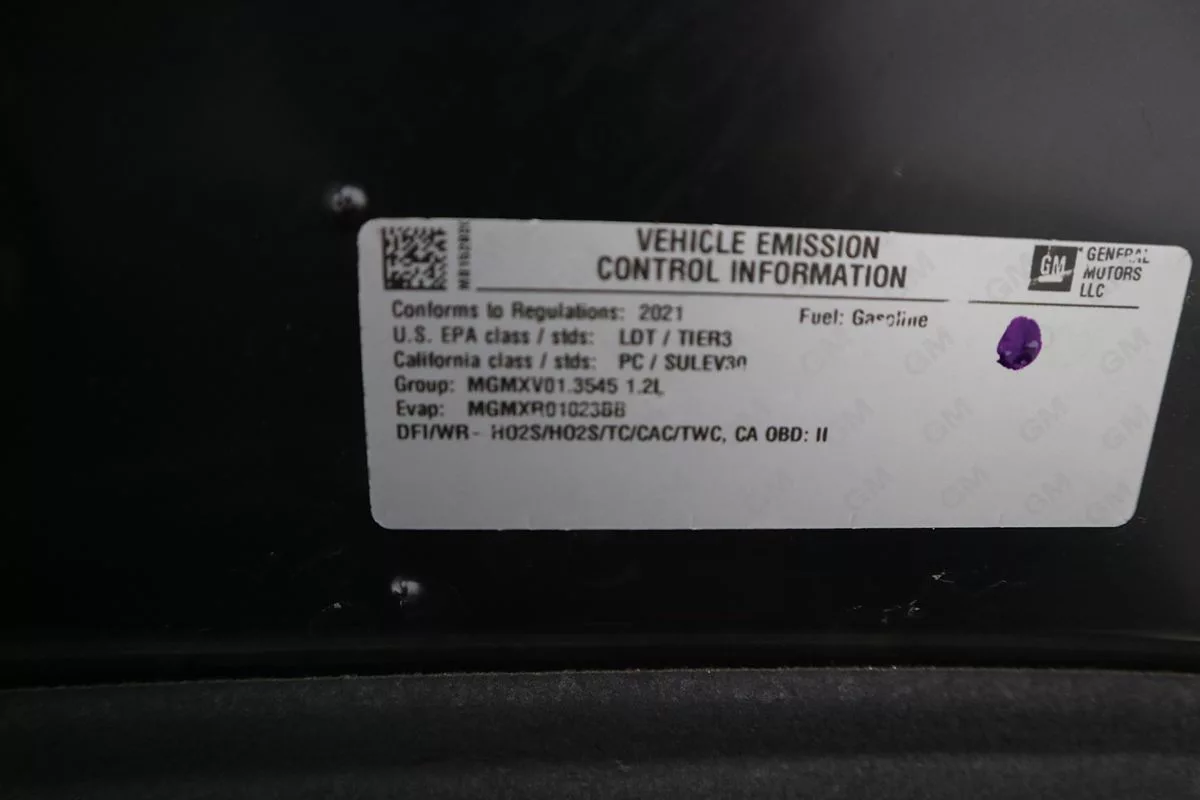 VEHICLE EMISSION
CONTROL INFORMATION
GM
GENERAL
MOTORS
LLC
Conforms to Regulations: 2021
Fuel: Gasoline
U.S. EPA class / stds: LDT / TIER3
California class / stds: PC / SULEV30
Group: MGMXV01.3545 1.2L
Evap:
DFI/WR- HO2S/HO2S/TC/CAC/TWC, CA OBD: II